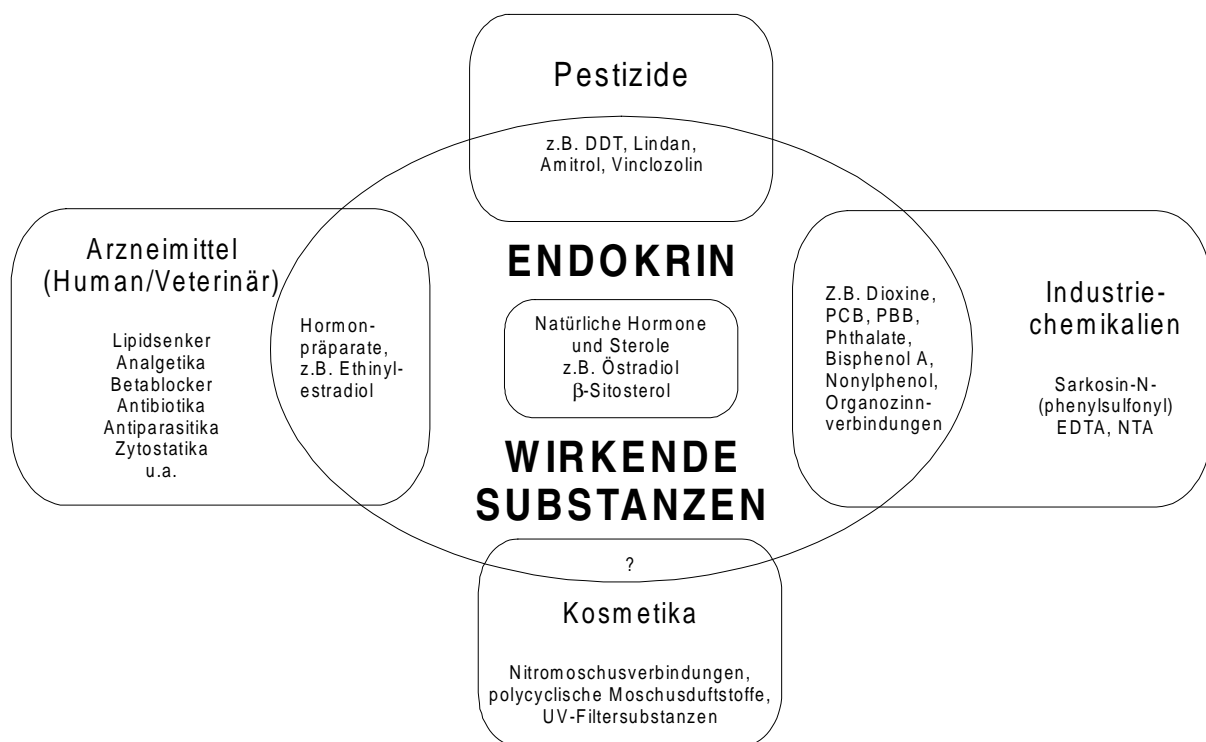 Pestizide
z.B. DDT, Lindan,
Amitrol, Vinclozolin
Arzneimittel
(Human/Veterinär)
Lipidsenker
Analgetika
Betablocker
Antibiotika
Antiparasitika
Zytostatika
u.a.
Hormon-
präparate,
z.B. Ethinyl-
estradiol
ENDOKRIN
Natürliche Hormone
und Sterole
z.B. Östradiol
β-Sitosterol
WIRKENDE
SUBSTANZEN
Z.B. Dioxine,
PCB, PBB,
Phthalate,
Bisphenol A,
Nonylphenol,
Organozinn-
verbindungen
Industrie-
chemikalien
Sarkosin-N-
(phenylsulfonyl)
EDTA, NTA
?
Kosmetika
Nitromoschusverbindungen,
polycyclische Moschusduftstoffe,
UV-Filtersubstanzen